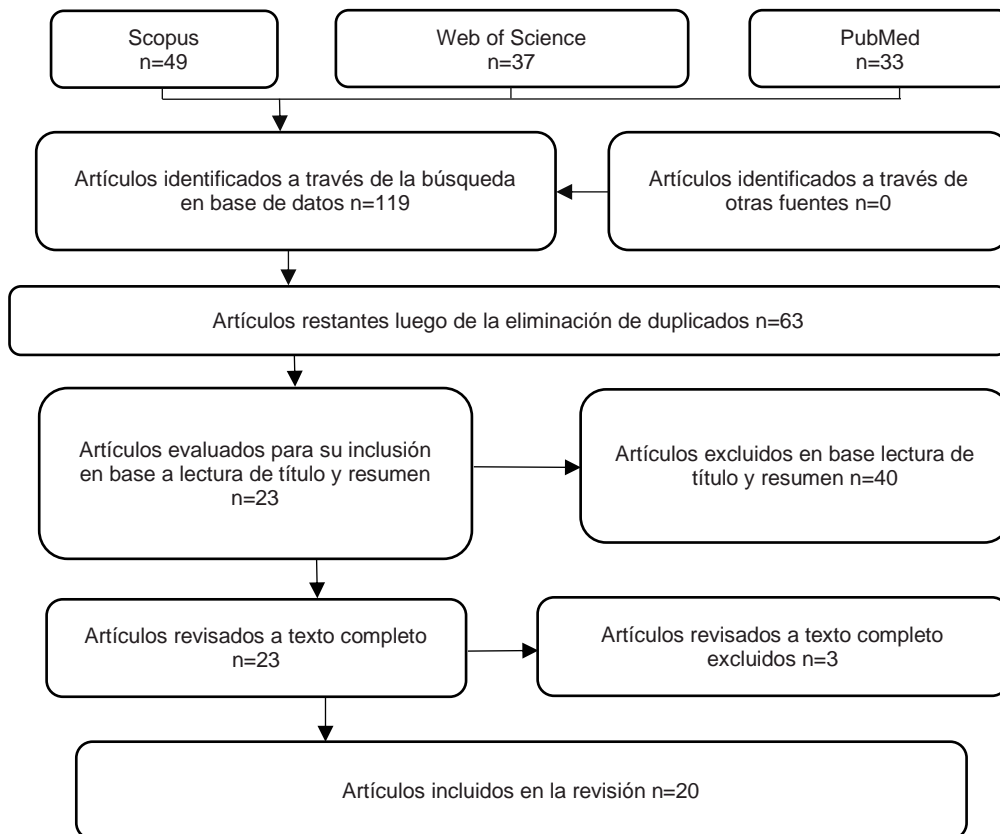 Scopus
n=49
Web of Science
n=37
PubMed
n=33
Artículos identificados a través de la búsqueda
en base de datos n=119
Artículos identificados a través de
otras fuentes n=0
Artículos restantes luego de la eliminación de duplicados n=63
Artículos evaluados para su inclusión
en base a lectura de título y resumen
n=23
Artículos excluidos en base lectura de
título y resumen n=40
Artículos revisados a texto completo
n=23
Artículos revisados a texto completo
excluidos n=3
Artículos incluidos en la revisión n=20